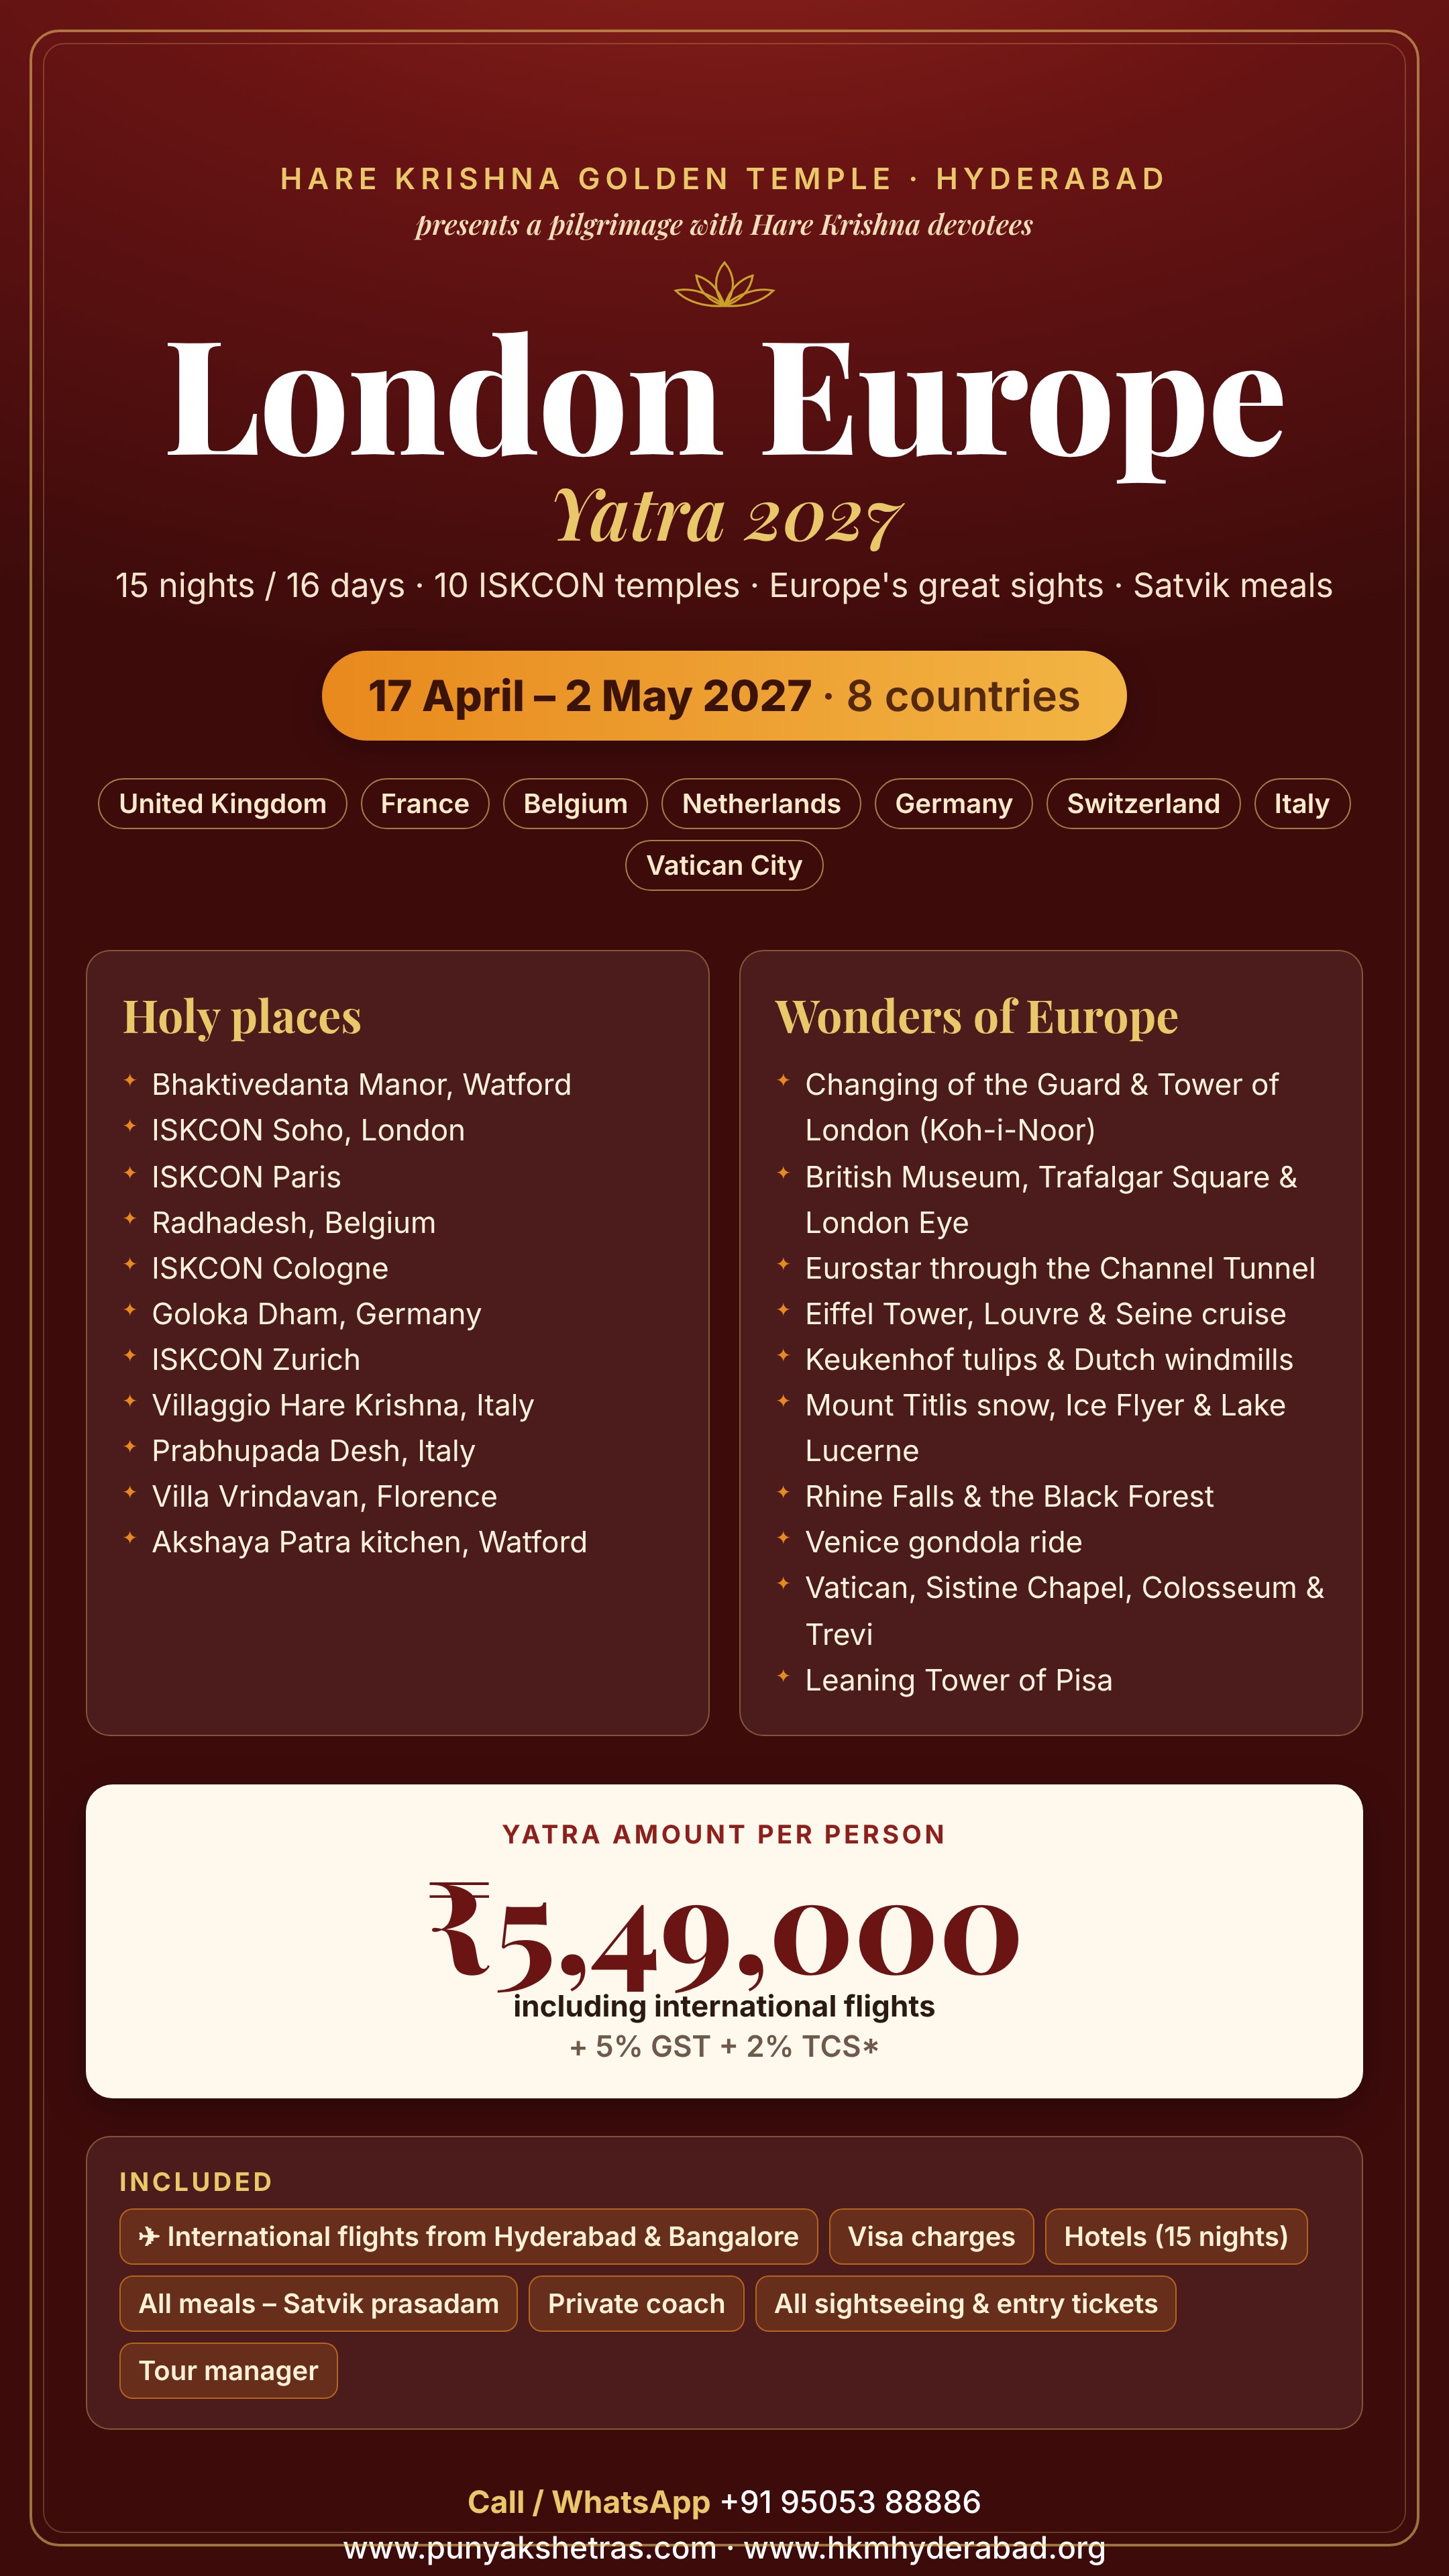 HARE KRISHNA GOLDEN TEMPLE · HYDERABAD
presents a pilgrimage with Hare Krishna devotees
London Europe
Yatra 2027
15 nights / 16 days · 10 ISKCON temples · Europe's great sights · Satvik meals
17 April – 2 May 2027 · 8 countries
United Kingdom France Belgium Netherlands Germany Switzerland Italy
Vatican City
Holy places
✦ Bhaktivedanta Manor, Watford
✦ ISKCON Soho, London
✦ ISKCON Paris
✦ Radhadesh, Belgium
✦ ISKCON Cologne
✦ Goloka Dham, Germany
✦ ISKCON Zurich
✦ Villaggio Hare Krishna, Italy
✦ Prabhupada Desh, Italy
✦ Villa Vrindavan, Florence
✦ Akshaya Patra kitchen, Watford
Wonders of Europe
✦ Changing of the Guard & Tower of
London (Koh-i-Noor)
✦ British Museum, Trafalgar Square &
London Eye
✦ Eurostar through the Channel Tunnel
✦ Eiffel Tower, Louvre & Seine cruise
✦ Keukenhof tulips & Dutch windmills
✦ Mount Titlis snow, Ice Flyer & Lake
Lucerne
✦ Rhine Falls & the Black Forest
✦ Venice gondola ride
✦ Vatican, Sistine Chapel, Colosseum &
Trevi
✦ Leaning Tower of Pisa
YATRA AMOUNT PER PERSON
₹5,49,000
including international flights
+ 5% GST + 2% TCS*
INCLUDED
✈ International flights from Hyderabad & Bangalore Visa charges Hotels (15 nights)
All meals – Satvik prasadam Private coach All sightseeing & entry tickets
Tour manager
Call / WhatsApp +91 95053 88886
www.punyakshetras.com · www.hkmhyderabad.org